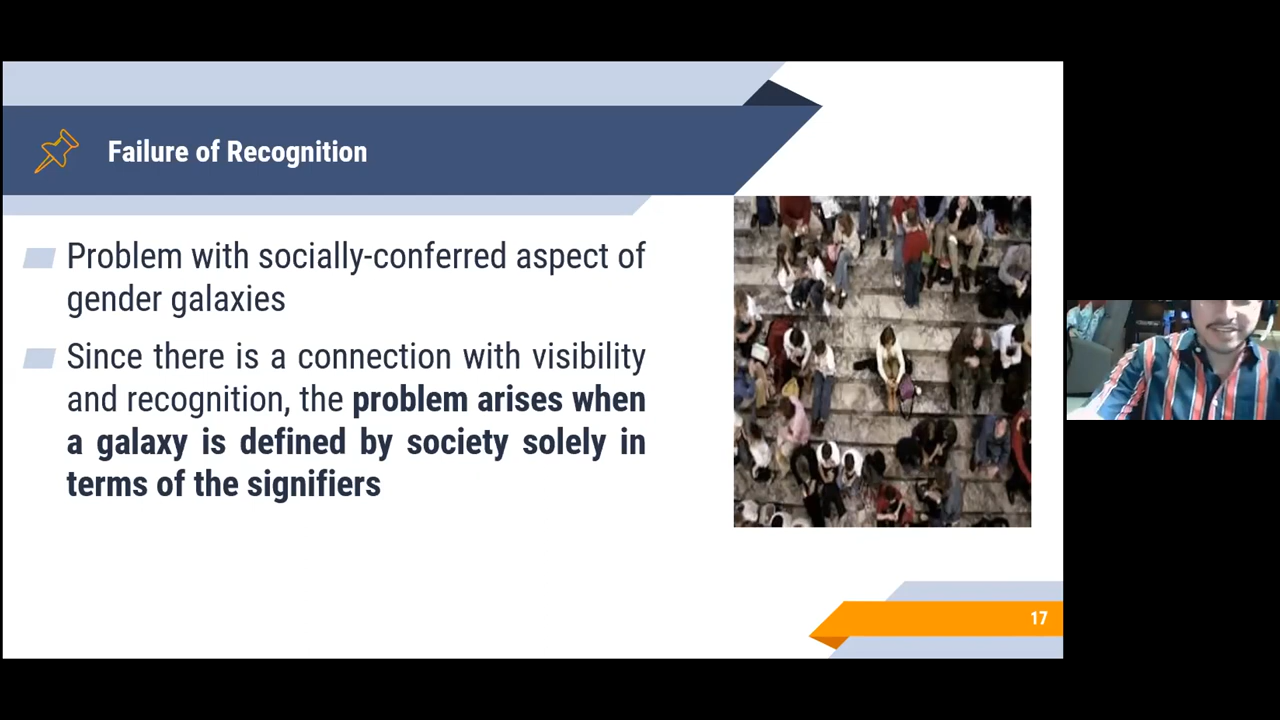 Failure of Recognition
Problem with socially-conferred aspect of
gender galaxies
Since there is a connection with visibility
and recognition, the problem arises when
a galaxy is defined by society solely in
terms of the signifiers
17